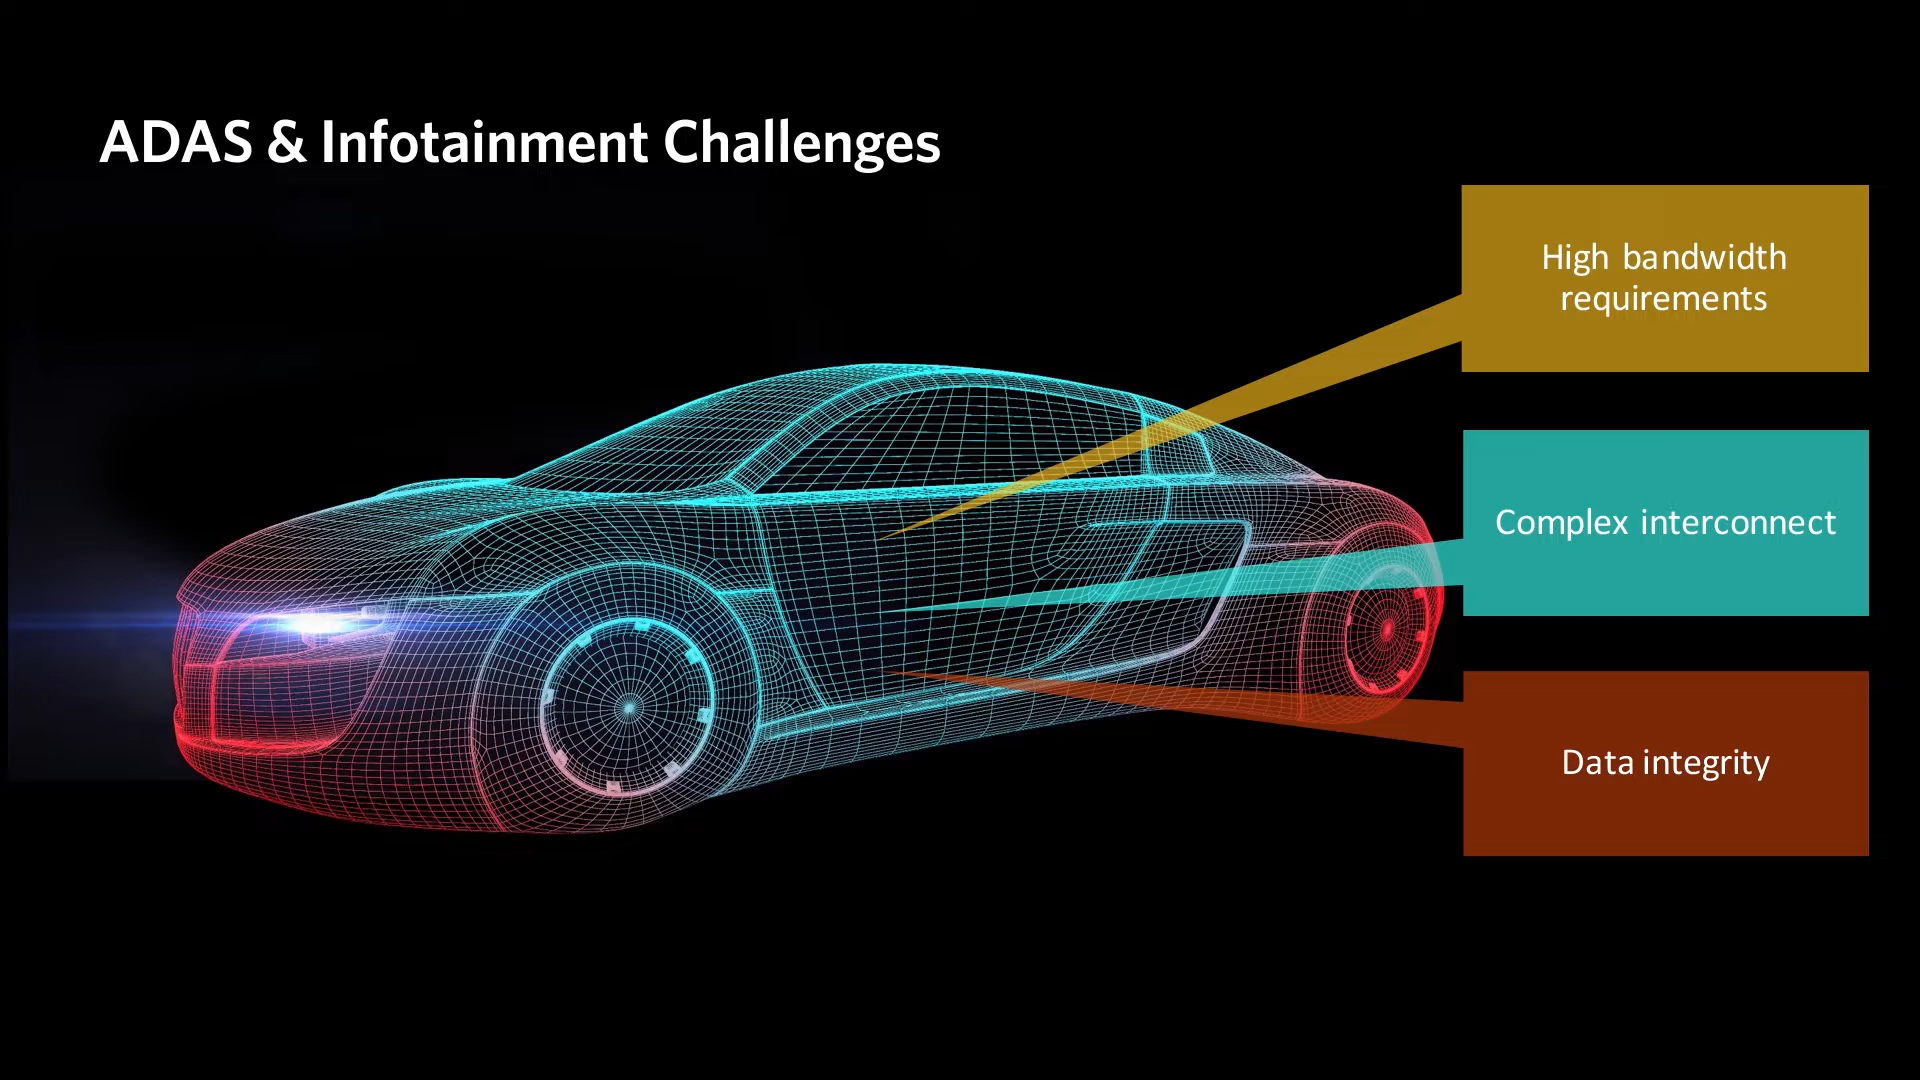 ADAS & Infotainment Challenges
High bandwidth
requirements
Complex interconnect
Data integrity